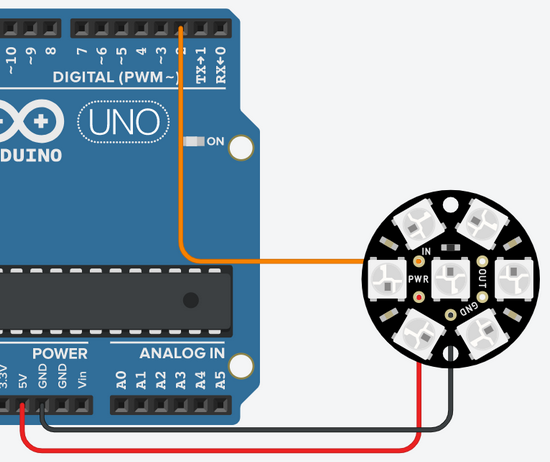 ~10
~9
8
7
~6
~5
4
~3
2
TX→1
RX←0
DIGITAL (PWM~)
UNO
DUINO
ON
IN
PWR
OUT
GND
POWER
ANALOG IN
3.3V
5V
GND
GND
Vin
A0
A1
A2
A3
A4
A5